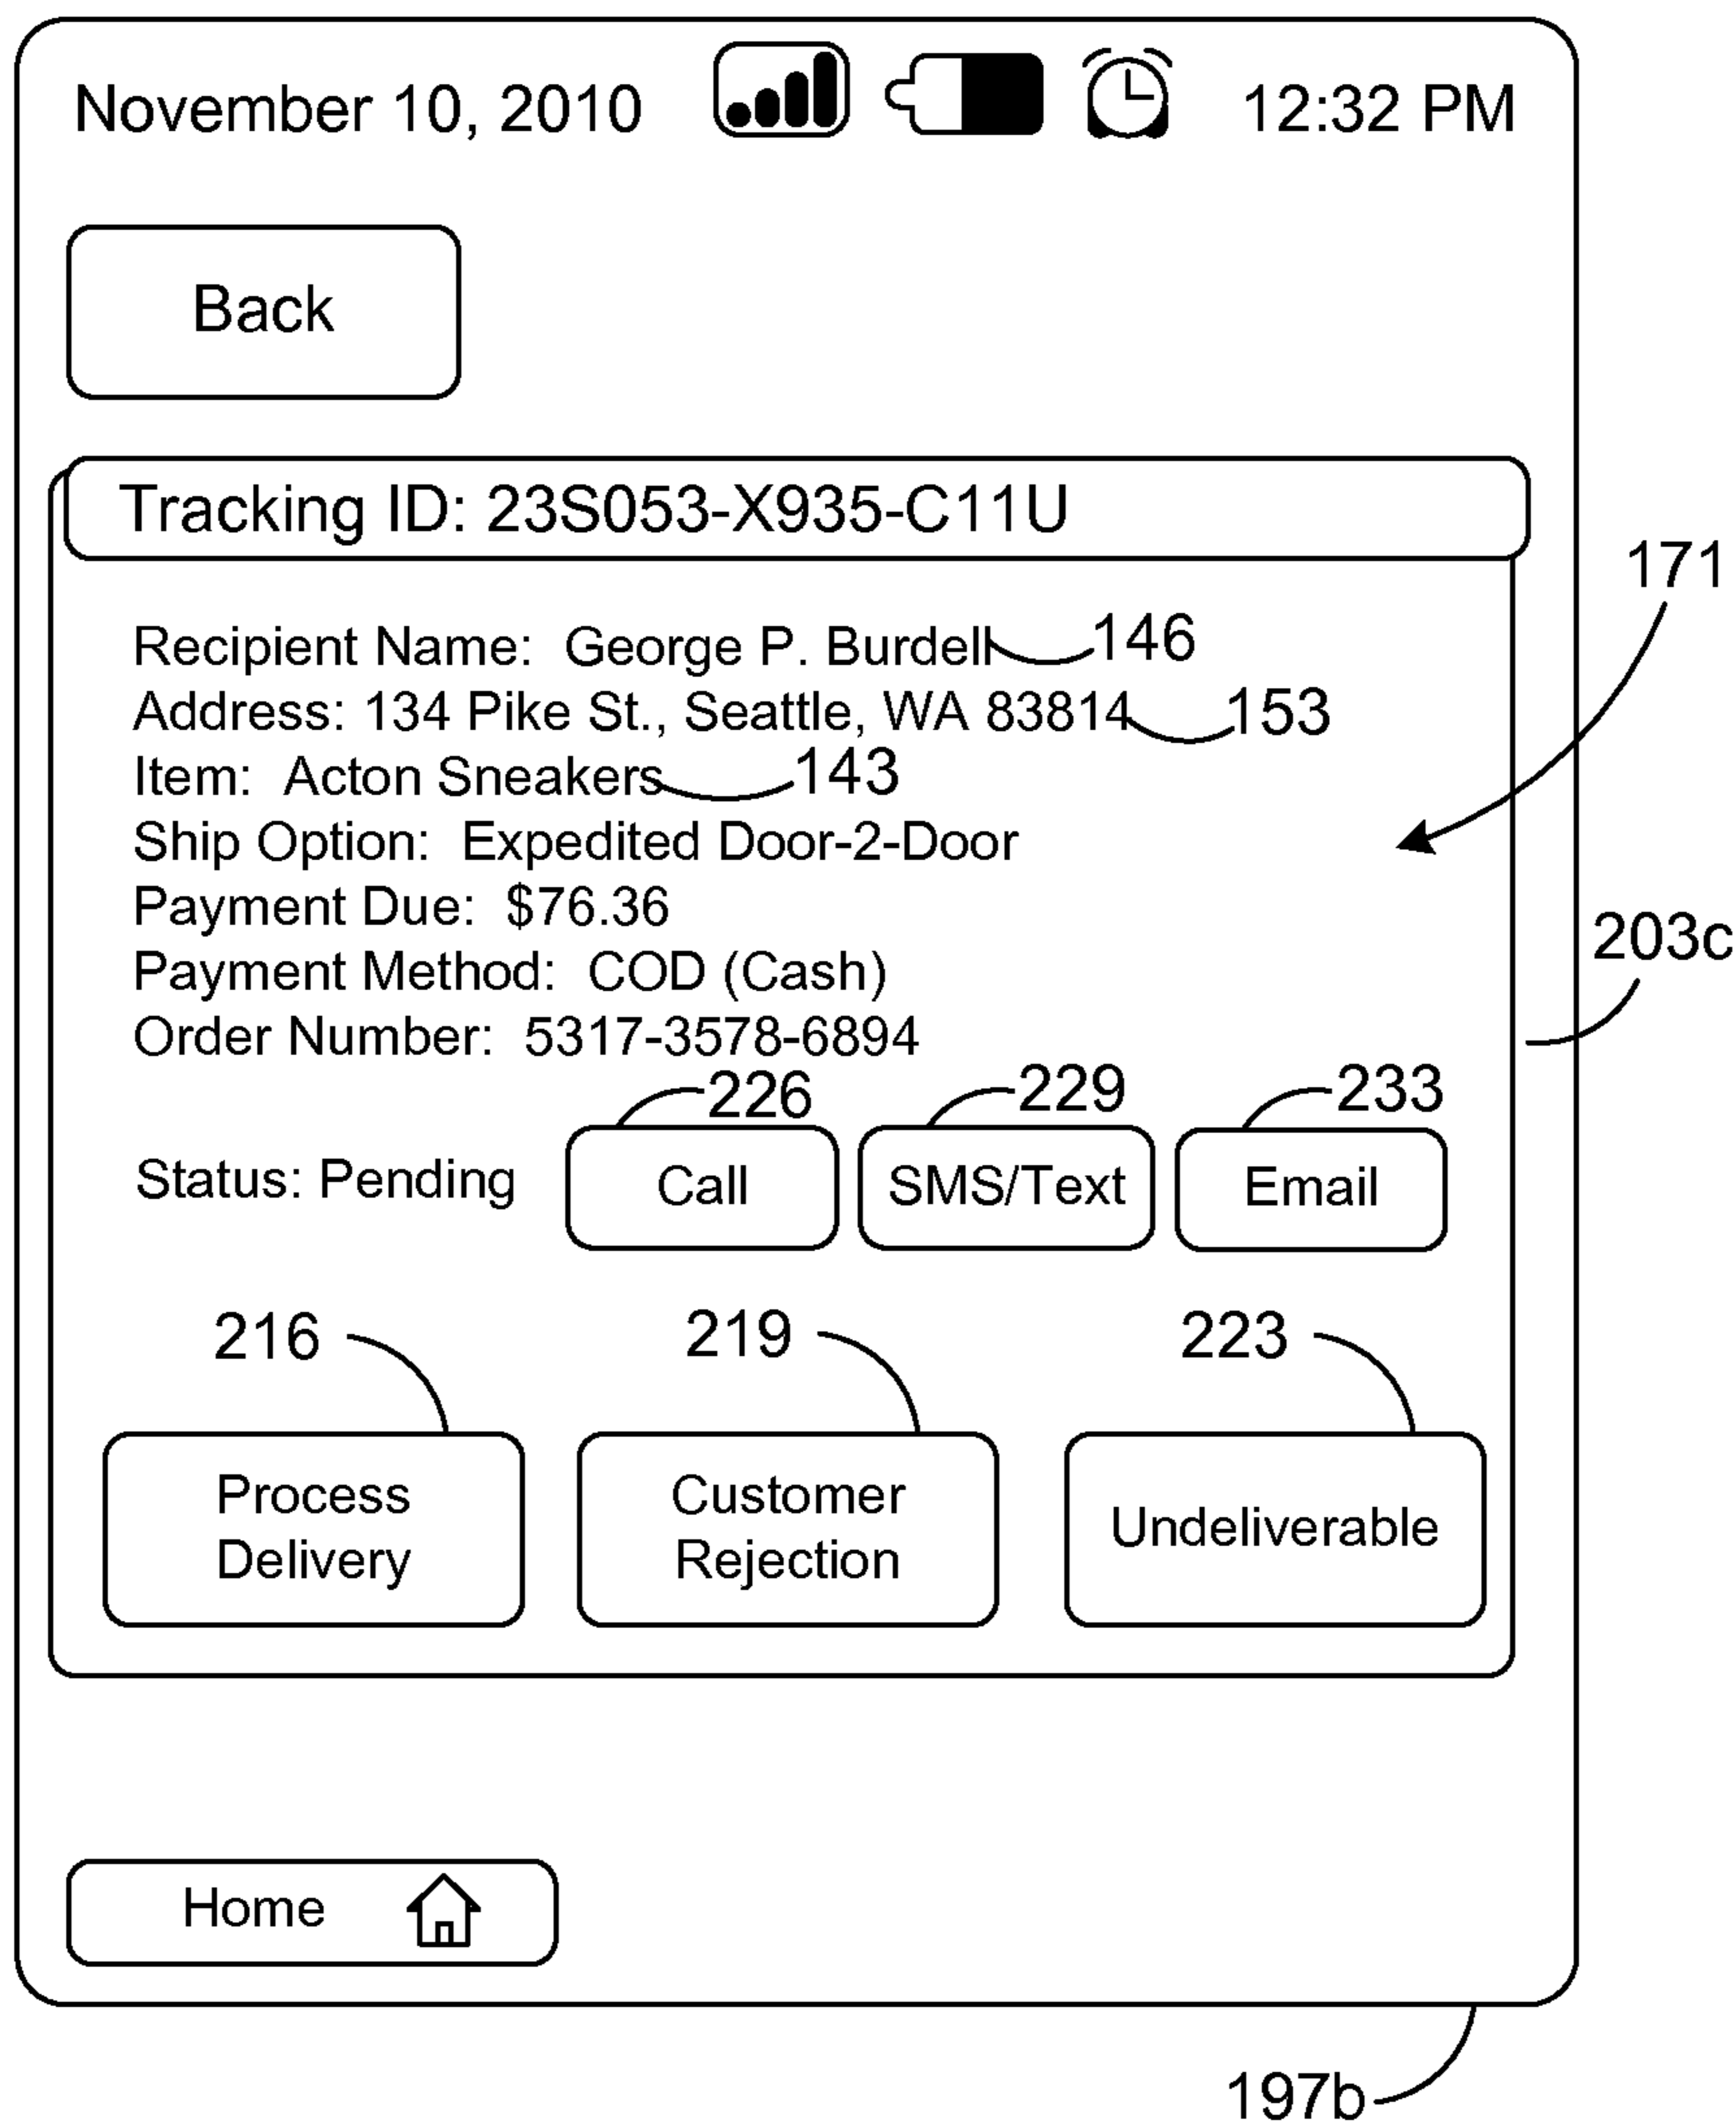 November 10, 2010 12:32 PM
Back
Tracking ID: 23S053-X935-C11U
171
Recipient Name: George P. Burdell 146
Address: 134 Pike St., Seattle, WA 83814 153
Item: Acton Sneakers 143
Ship Option: Expedited Door-2-Door
Payment Due: $76.36
203c
Payment Method: COD (Cash)
Order Number: 5317-3578-6894
226 229 233
Status: Pending Call SMS/Text Email
216 219 223
Process Delivery
Customer Rejection
Undeliverable
Home
197b